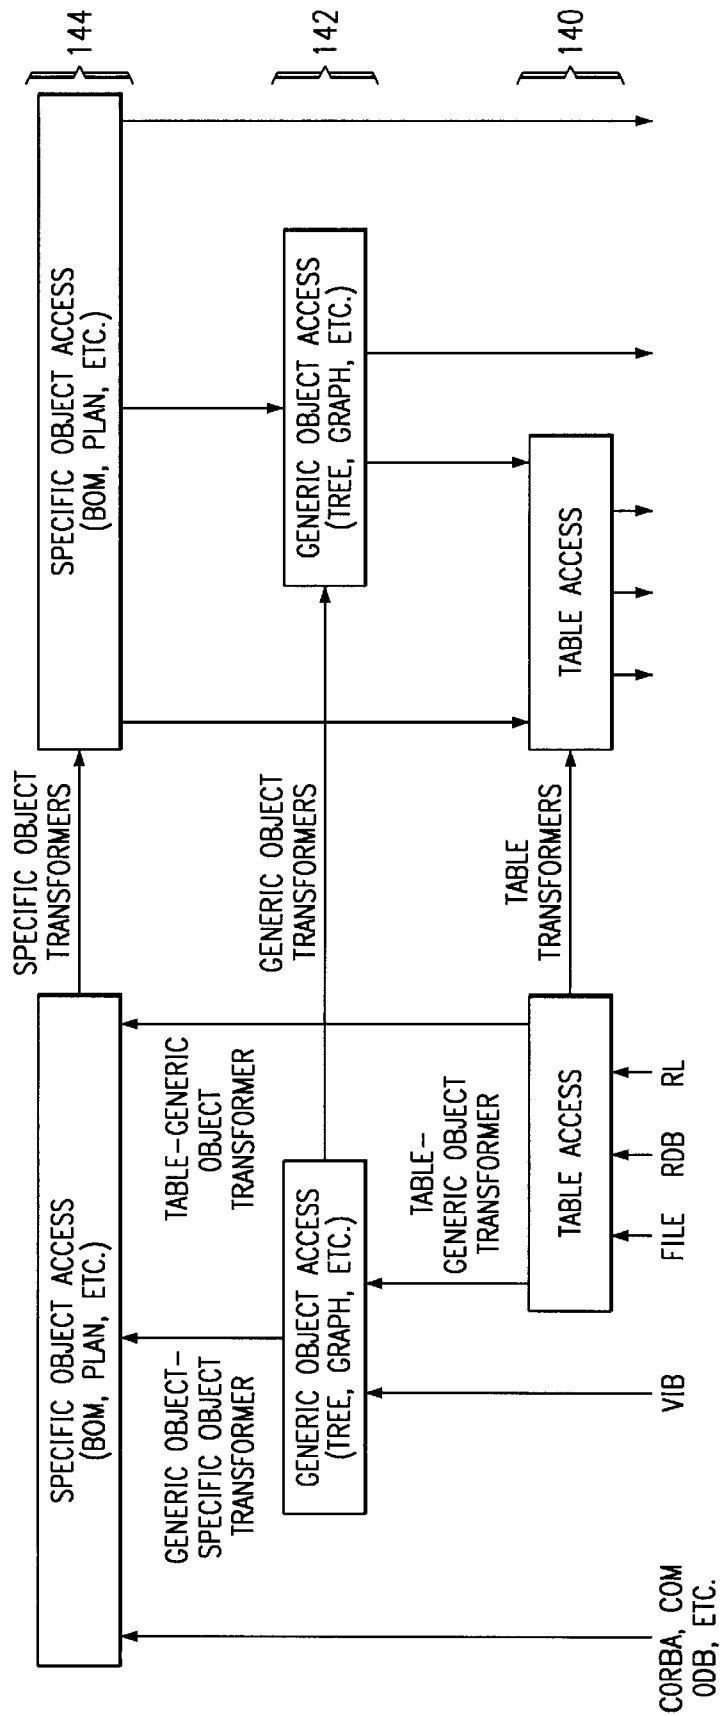 SPECIFIC OBJECT ACCESS
(BOM, PLAN, ETC.)
SPECIFIC OBJECT
TRANSFORMERS
SPECIFIC OBJECT ACCESS
(BOM, PLAN, ETC.)
144
GENERIC OBJECT-
SPECIFIC OBJECT
TRANSFORMER
TABLE-GENERIC
OBJECT
TRANSFORMER
GENERIC OBJECT ACCESS
(TREE, GRAPH, ETC.)
GENERIC OBJECT
TRANSFORMERS
GENERIC OBJECT ACCESS
(TREE, GRAPH, ETC.)
142
TABLE-
GENERIC OBJECT
TRANSFORMER
TABLE ACCESS
TABLE
TRANSFORMERS
TABLE ACCESS
140
CORBA, COM
ODB, ETC.
VIB
FILE
RDB
RL